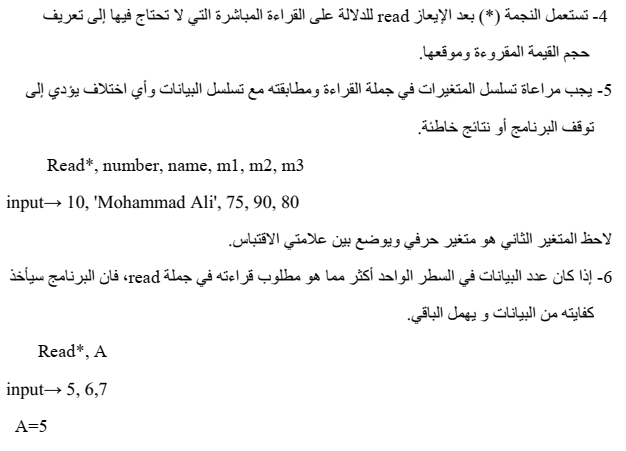 4- تستعمل النجمة (*) بعد الإيعاز read للدلالة على القراءة المباشرة التي لا تحتاج فيها إلى تعريف
حجم القيمة المقروءة وموقعها.
5- يجب مراعاة تسلسل المتغيرات في جملة القراءة ومطابقته مع تسلسل البيانات وأي اختلاف يؤدي إلى
توقف البرنامج أو نتائج خاطئة.
Read*, number, name, m1, m2, m3
input→ 10, 'Mohammad Ali', 75, 90, 80
لاحظ المتغير الثاني هو متغير حرفي ويوضع بين علامتي الاقتباس.
6- إذا كان عدد البيانات في السطر الواحد أكثر مما هو مطلوب قراءته في جملة read، فان البرنامج سيأخذ
كفايته من البيانات و يهمل الباقي.
Read*, A
input→ 5, 6,7
A=5